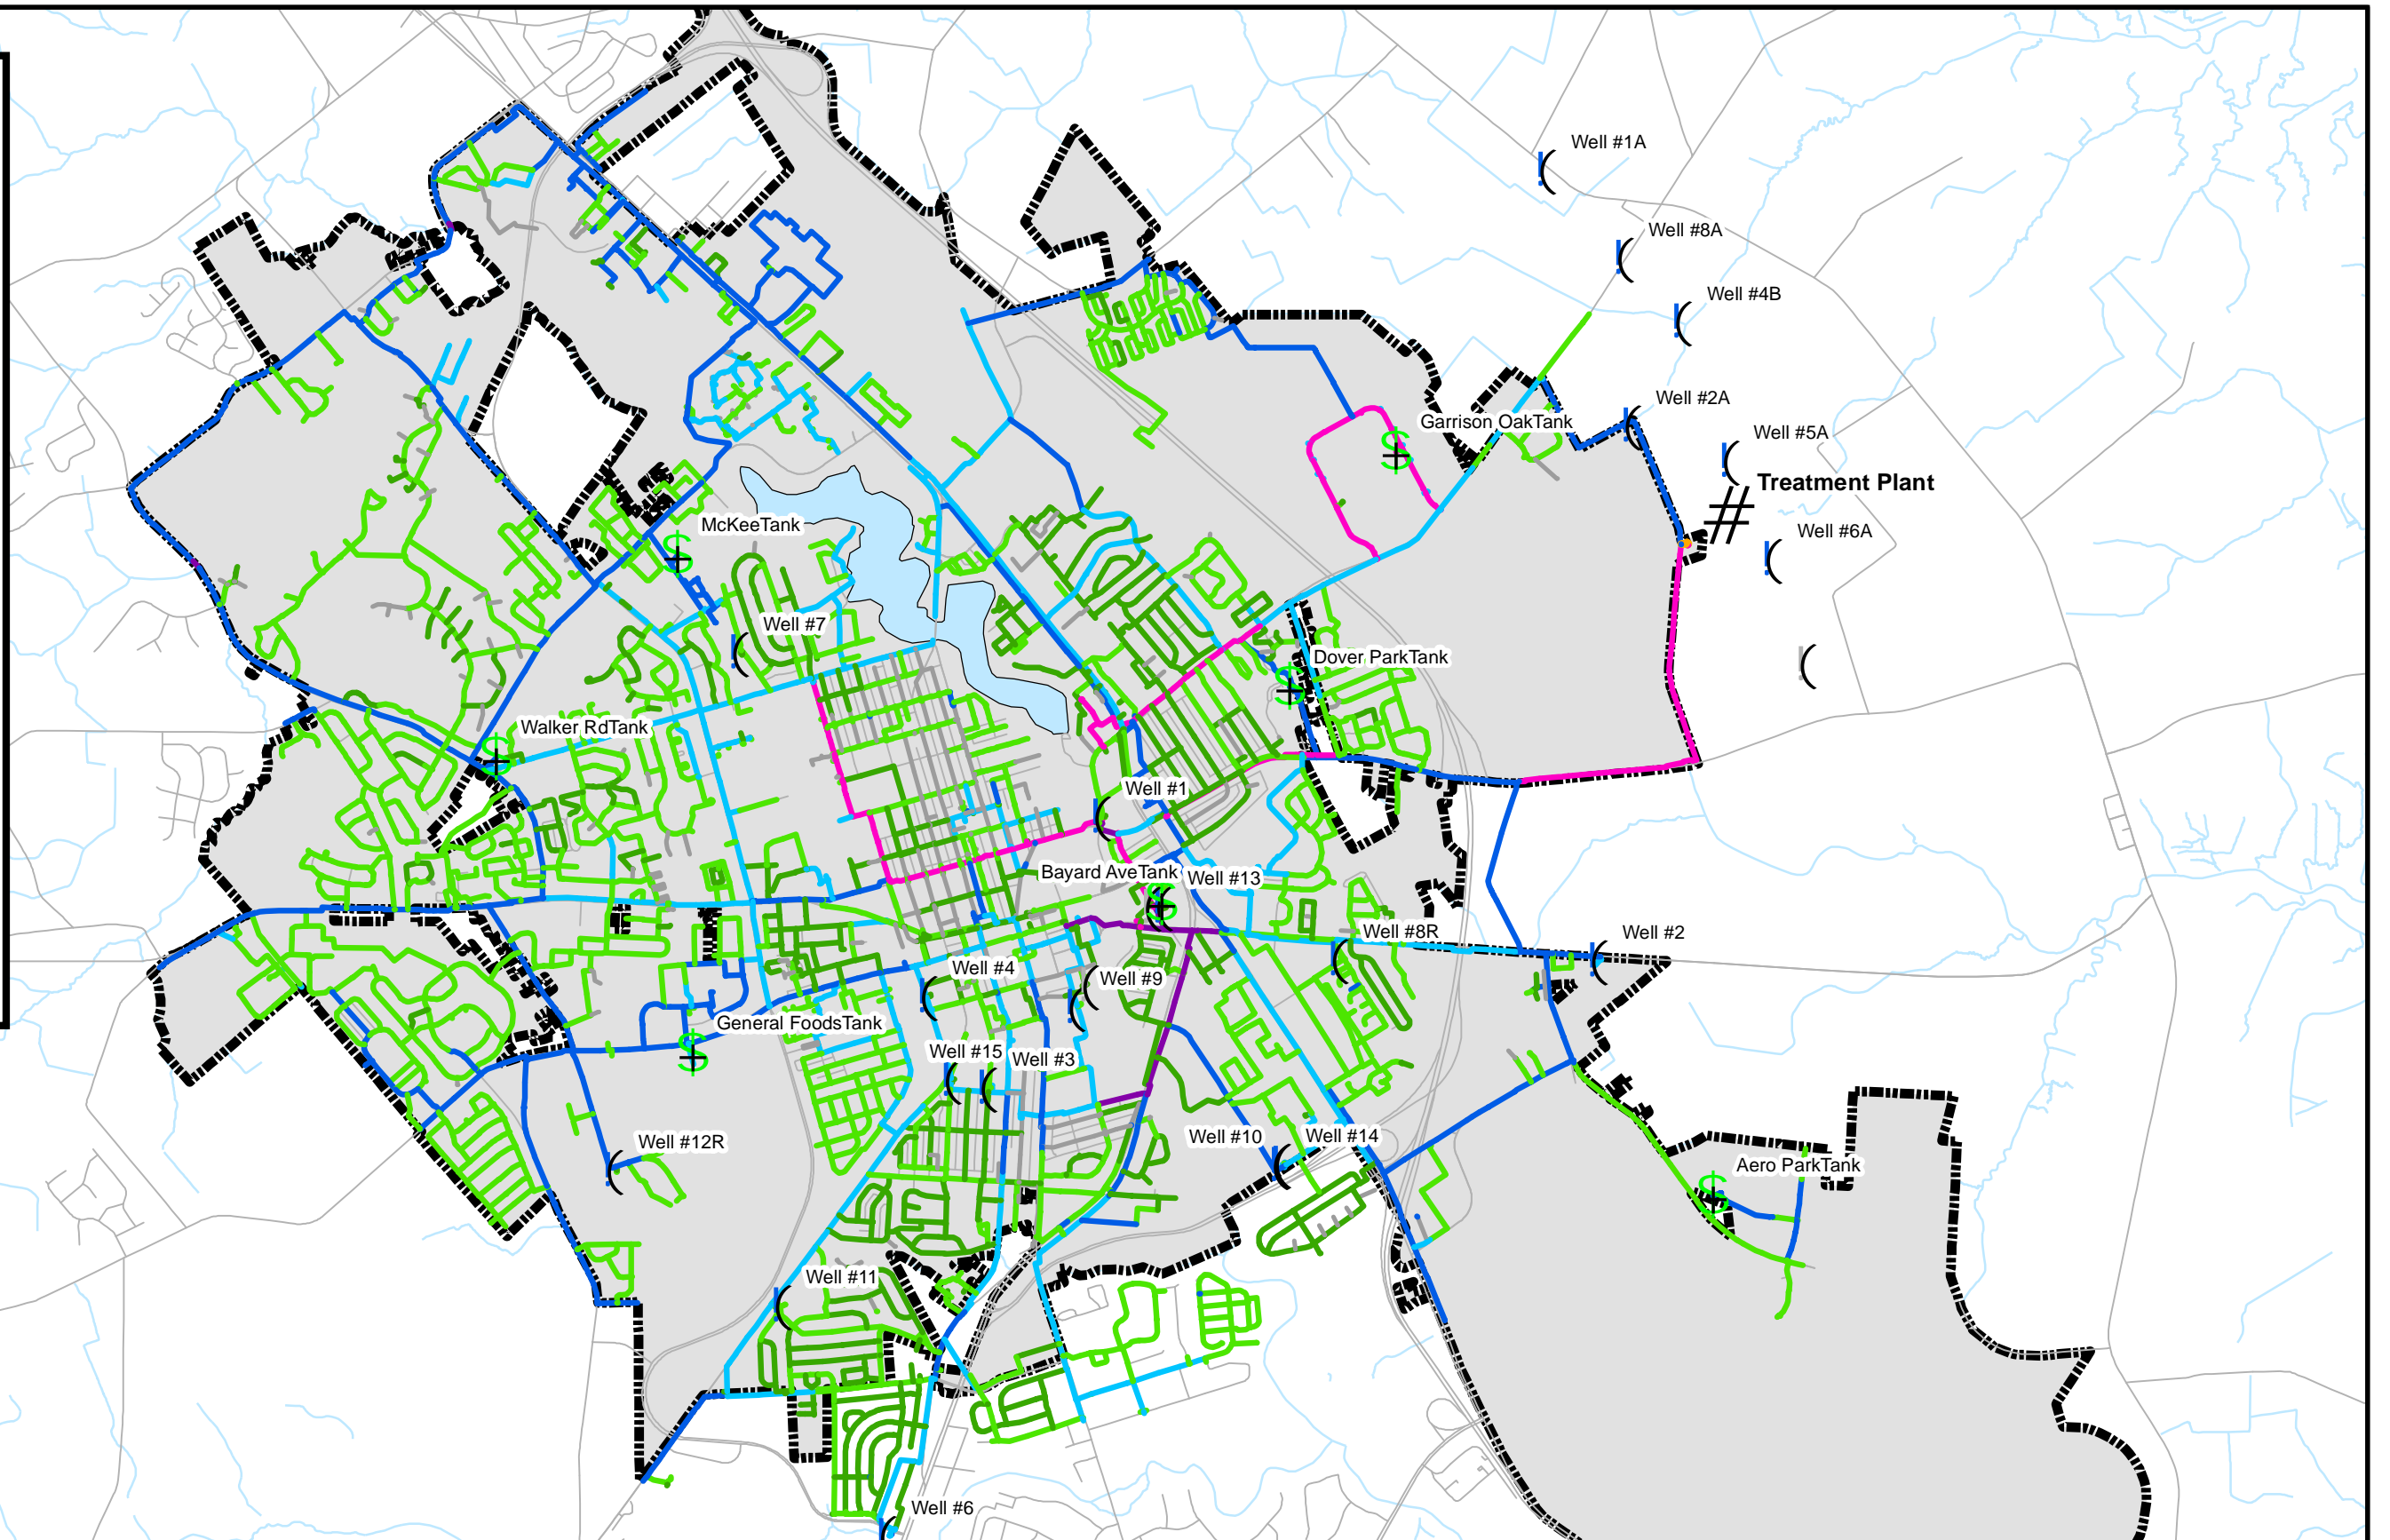 Well #1A
Well #8A
Well #4B
Well #2A
Garrison OakTank
Well #5A
Treatment Plant
McKeeTank
Well #6A
Well #7
Dover ParkTank
Walker RdTank
Well #1
Bayard AveTank
Well #13
Well #8R
Well #2
Well #4
Well #9
General FoodsTank
Well #15
Well #3
Well #10
Well #14
Well #12R
Aero ParkTank
Well #11
Well #6